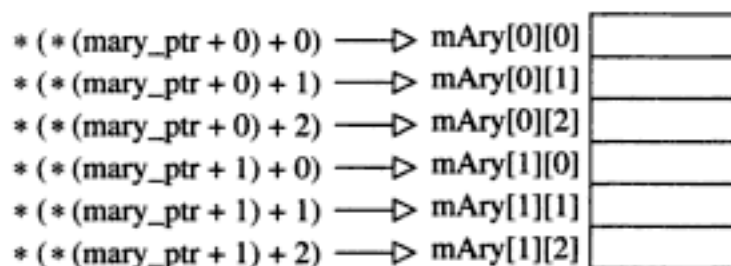 *(*(mary_ptr + 0) + 0) ——▷ mAry[0][0]
*(*(mary_ptr + 0) + 1) ——▷ mAry[0][1]
*(*(mary_ptr + 0) + 2) ——▷ mAry[0][2]
*(*(mary_ptr + 1) + 0) ——▷ mAry[1][0]
*(*(mary_ptr + 1) + 1) ——▷ mAry[1][1]
*(*(mary_ptr + 1) + 2) ——▷ mAry[1][2]